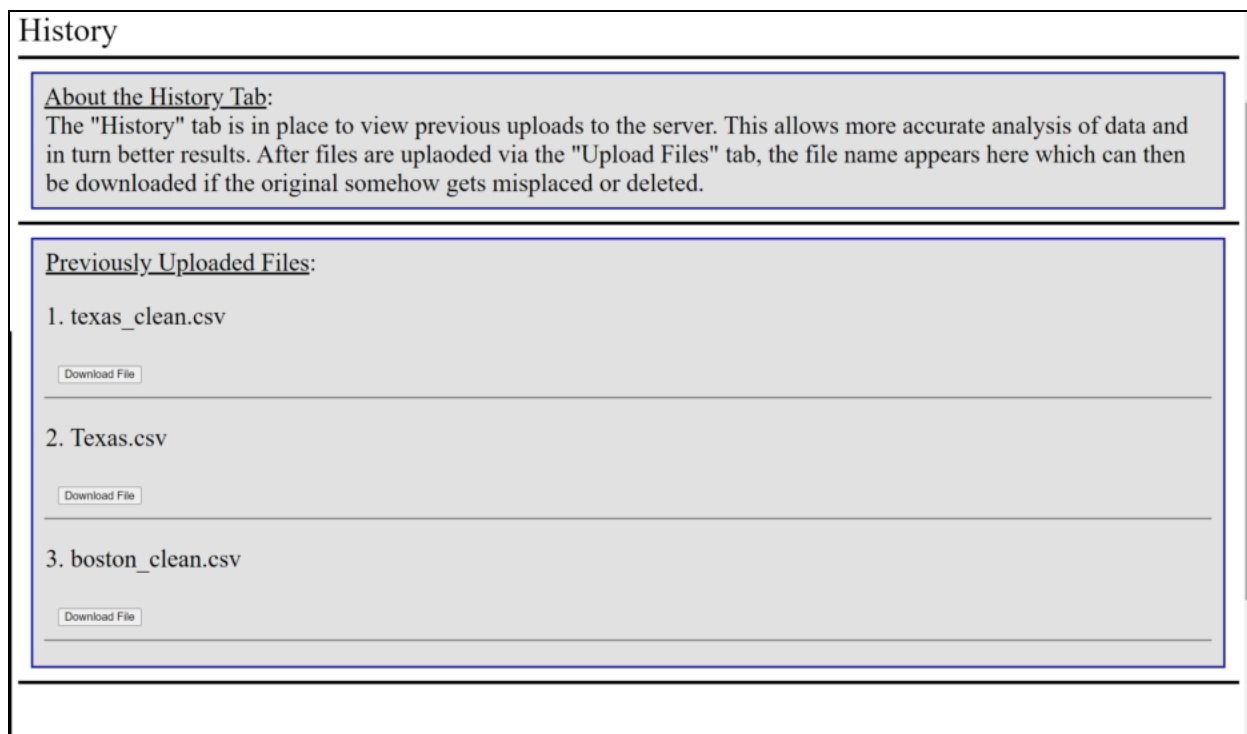 History
About the History Tab:
The "History" tab is in place to view previous uploads to the server. This allows more accurate analysis of data and
in turn better results. After files are uplaoded via the "Upload Files" tab, the file name appears here which can then
be downloaded if the original somehow gets misplaced or deleted.
Previously Uploaded Files:
1. texas_clean.csv
Download File
2. Texas.csv
Download File
3. boston_clean.csv
Download File